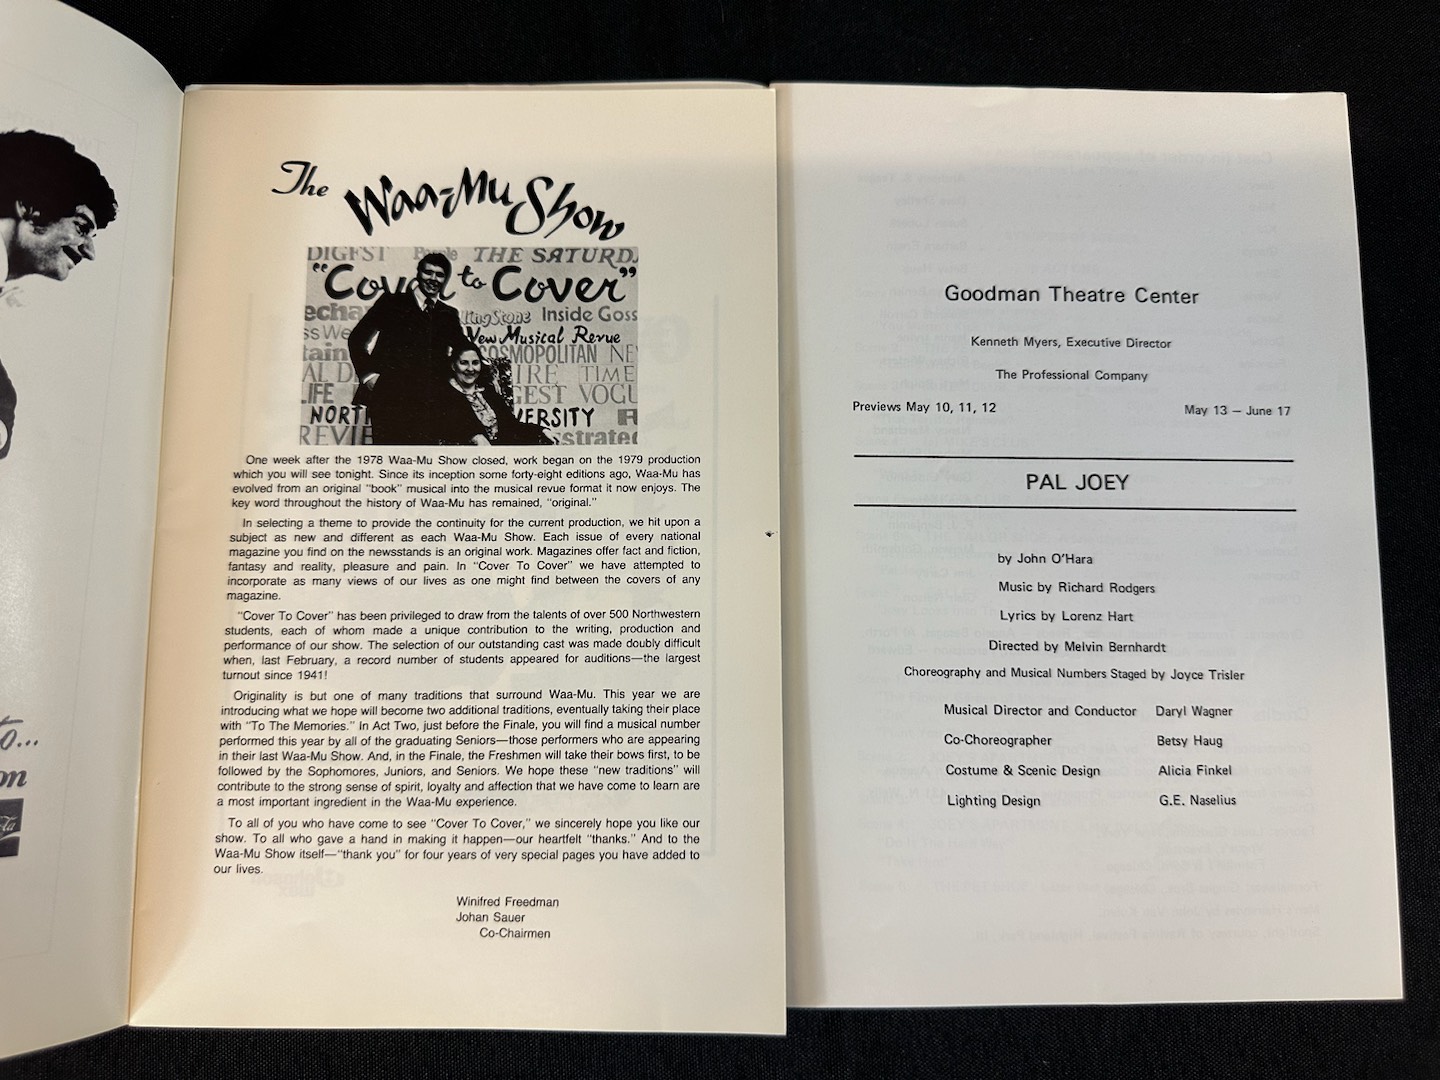 to...
on
The Waa-Mu Show
DIGEST People THE SATURD
"Cover to Cover"
echa Rolling Stone Inside Goss
ss We New Musical Revue
tain COSMOPOLITAN NE
AL D IRE TIME
LIFE GEST VOGU
NORT VERSITY
REVIE strated
One week after the 1978 Waa-Mu Show closed, work began on the 1979 production
which you will see tonight. Since its inception some forty-eight editions ago, Waa-Mu has
evolved from an original "book" musical into the musical revue format it now enjoys. The
key word throughout the history of Waa-Mu has remained, "original."
In selecting a theme to provide the continuity for the current production, we hit upon a
subject as new and different as each Waa-Mu Show. Each issue of every national
magazine you find on the newsstands is an original work. Magazines offer fact and fiction,
fantasy and reality, pleasure and pain. In "Cover To Cover" we have attempted to
incorporate as many views of our lives as one might find between the covers of any
magazine.
"Cover To Cover" has been privileged to draw from the talents of over 500 Northwestern
students, each of whom made a unique contribution to the writing, production and
performance of our show. The selection of our outstanding cast was made doubly difficult
when, last February, a record number of students appeared for auditions—the largest
turnout since 1941!
Originality is but one of many traditions that surround Waa-Mu. This year we are
introducing what we hope will become two additional traditions, eventually taking their place
with "To The Memories." In Act Two, just before the Finale, you will find a musical number
performed this year by all of the graduating Seniors—those performers who are appearing
in their last Waa-Mu Show. And, in the Finale, the Freshmen will take their bows first, to be
followed by the Sophomores, Juniors, and Seniors. We hope these "new traditions" will
contribute to the strong sense of spirit, loyalty and affection that we have come to learn are
a most important ingredient in the Waa-Mu experience.
To all of you who have come to see "Cover To Cover," we sincerely hope you like our
show. To all who gave a hand in making it happen—our heartfelt "thanks." And to the
Waa-Mu Show itself—"thank you" for four years of very special pages you have added to
our lives.
Winifred Freedman
Johan Sauer
Co-Chairmen
Goodman Theatre Center
Kenneth Myers, Executive Director
The Professional Company
Previews May 10, 11, 12 May 13 – June 17
PAL JOEY
by John O'Hara
Music by Richard Rodgers
Lyrics by Lorenz Hart
Directed by Melvin Bernhardt
Choreography and Musical Numbers Staged by Joyce Trisler
Musical Director and Conductor Daryl Wagner
Co-Choreographer Betsy Haug
Costume & Scenic Design Alicia Finkel
Lighting Design G.E. Naselius